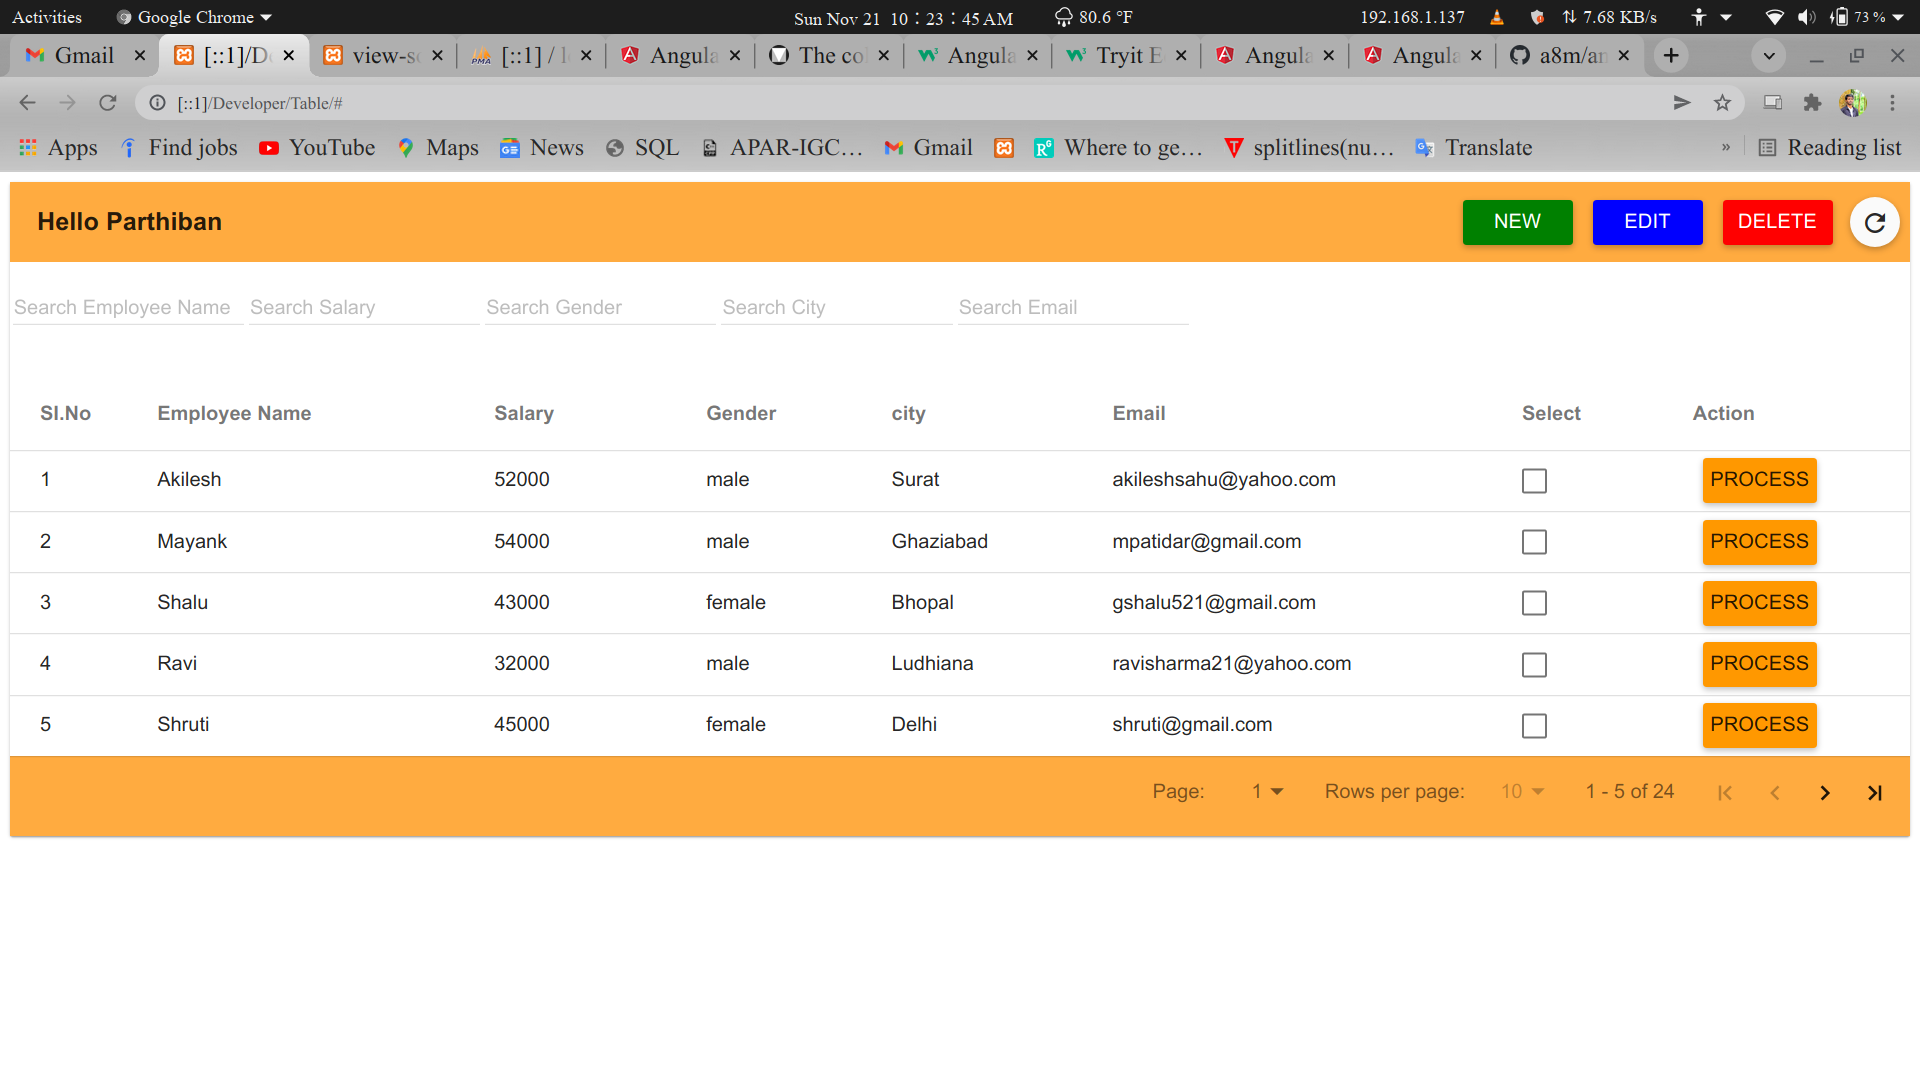 Activities Google Chrome Sun Nov 21 10 : 23 : 45 AM 80.6 °F 192.168.1.137 7.68 KB/s 73 %
Gmail [::1]/D view-s [::1] / l Angula The co Angula Tryit E Angula Angula a8m/an
[::1]/Developer/Table/#
Apps Find jobs YouTube Maps News SQL APAR-IGC… Gmail Where to ge… splitlines(nu… Translate » Reading list
Hello Parthiban NEW EDIT DELETE
Search Employee Name Search Salary Search Gender Search City Search Email
Sl.No Employee Name Salary Gender city Email Select Action
1 Akilesh 52000 male Surat akileshsahu@yahoo.com PROCESS
2 Mayank 54000 male Ghaziabad mpatidar@gmail.com PROCESS
3 Shalu 43000 female Bhopal gshalu521@gmail.com PROCESS
4 Ravi 32000 male Ludhiana ravisharma21@yahoo.com PROCESS
5 Shruti 45000 female Delhi shruti@gmail.com PROCESS
Page: 1 Rows per page: 10 1 - 5 of 24